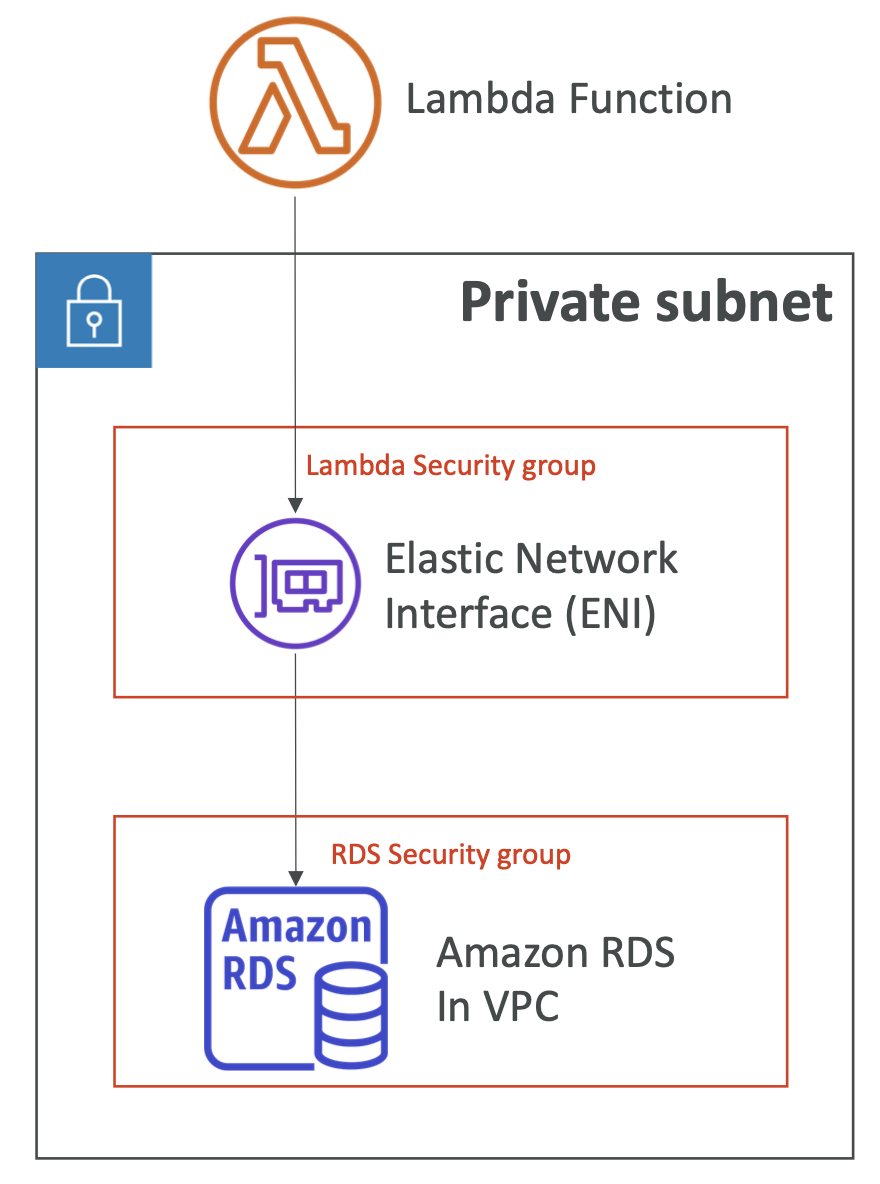 Lambda Function
Private subnet
Lambda Security group
Elastic Network
Interface (ENI)
RDS Security group
Amazon
RDS
Amazon RDS
In VPC